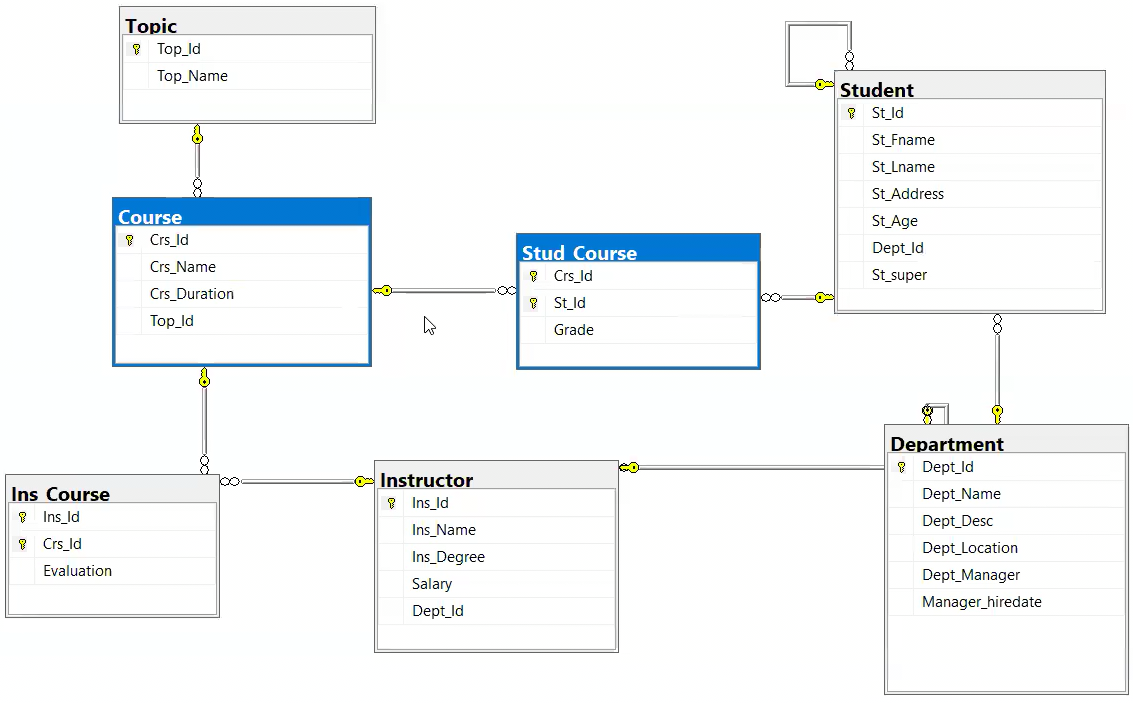 Topic
Top_Id
Top_Name
Student
St_Id
St_Fname
St_Lname
St_Address
St_Age
Dept_Id
St_super
Course
Crs_Id
Crs_Name
Crs_Duration
Top_Id
Stud_Course
Crs_Id
St_Id
Grade
Ins_Course
Ins_Id
Crs_Id
Evaluation
Instructor
Ins_Id
Ins_Name
Ins_Degree
Salary
Dept_Id
Department
Dept_Id
Dept_Name
Dept_Desc
Dept_Location
Dept_Manager
Manager_hiredate